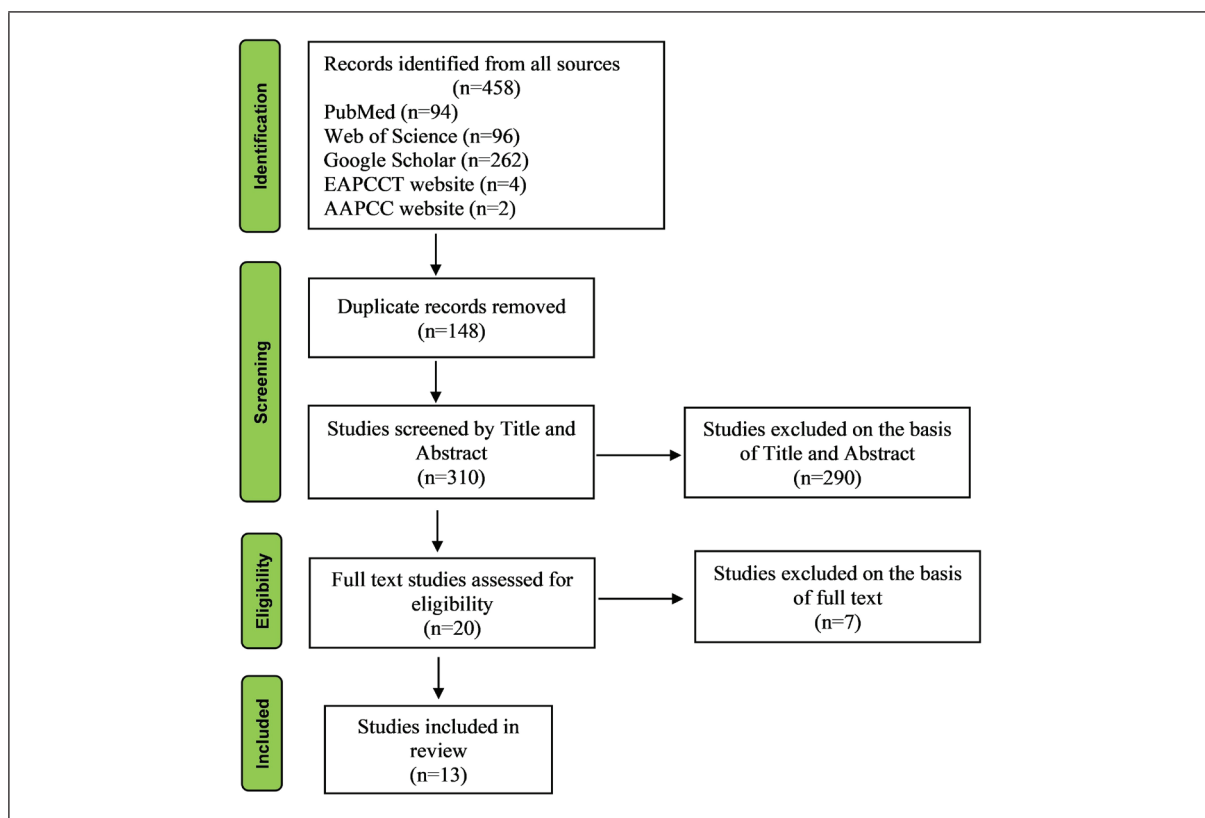 Identification
Records identified from all sources
(n=458)
PubMed (n=94)
Web of Science (n=96)
Google Scholar (n=262)
EAPCCT website (n=4)
AAPCC website (n=2)
Screening
Duplicate records removed
(n=148)
Studies screened by Title and
Abstract
(n=310)
Studies excluded on the basis
of Title and Abstract
(n=290)
Eligibility
Full text studies assessed for
eligibility
(n=20)
Studies excluded on the basis
of full text
(n=7)
Included
Studies included in
review
(n=13)